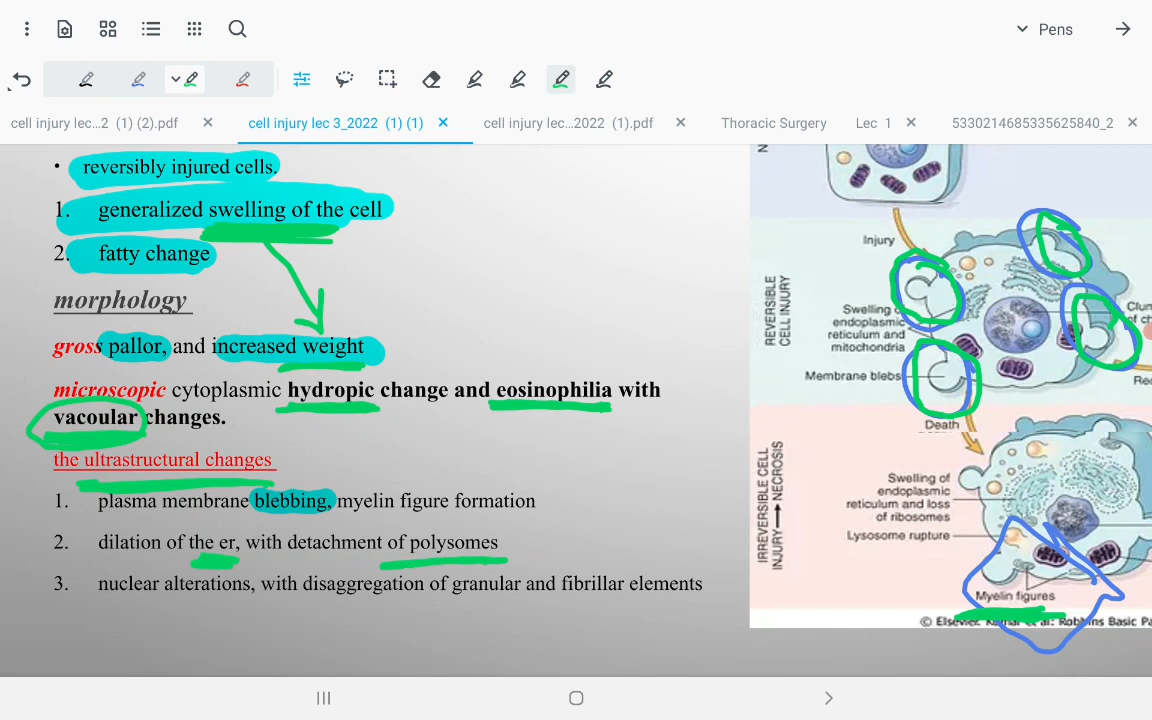 Pens
cell injury lec...2 (1) (2).pdf
cell injury lec 3_2022 (1) (1)
cell injury lec...2022 (1).pdf
Thoracic Surgery
Lec 1
5330214685335625840_2
• reversibly injured cells.
1. generalized swelling of the cell
2. fatty change
morphology
gross pallor, and increased weight
microscopic cytoplasmic hydropic change and eosinophilia with
vacoular changes.
the ultrastructural changes
1. plasma membrane blebbing, myelin figure formation
2. dilation of the er, with detachment of polysomes
3. nuclear alterations, with disaggregation of granular and fibrillar elements
Injury
REVERSIBLE
CELL INJURY
Swelling of
endoplasmic
reticulum and
mitochondria
Membrane blebs
Death
IRREVERSIBLE CELL
INJURY NECROSIS
Swelling of
endoplasmic
reticulum and loss
of ribosomes
Lysosome rupture
Myelin figures
© Elsevier. Kumar et al: Robbins Basic